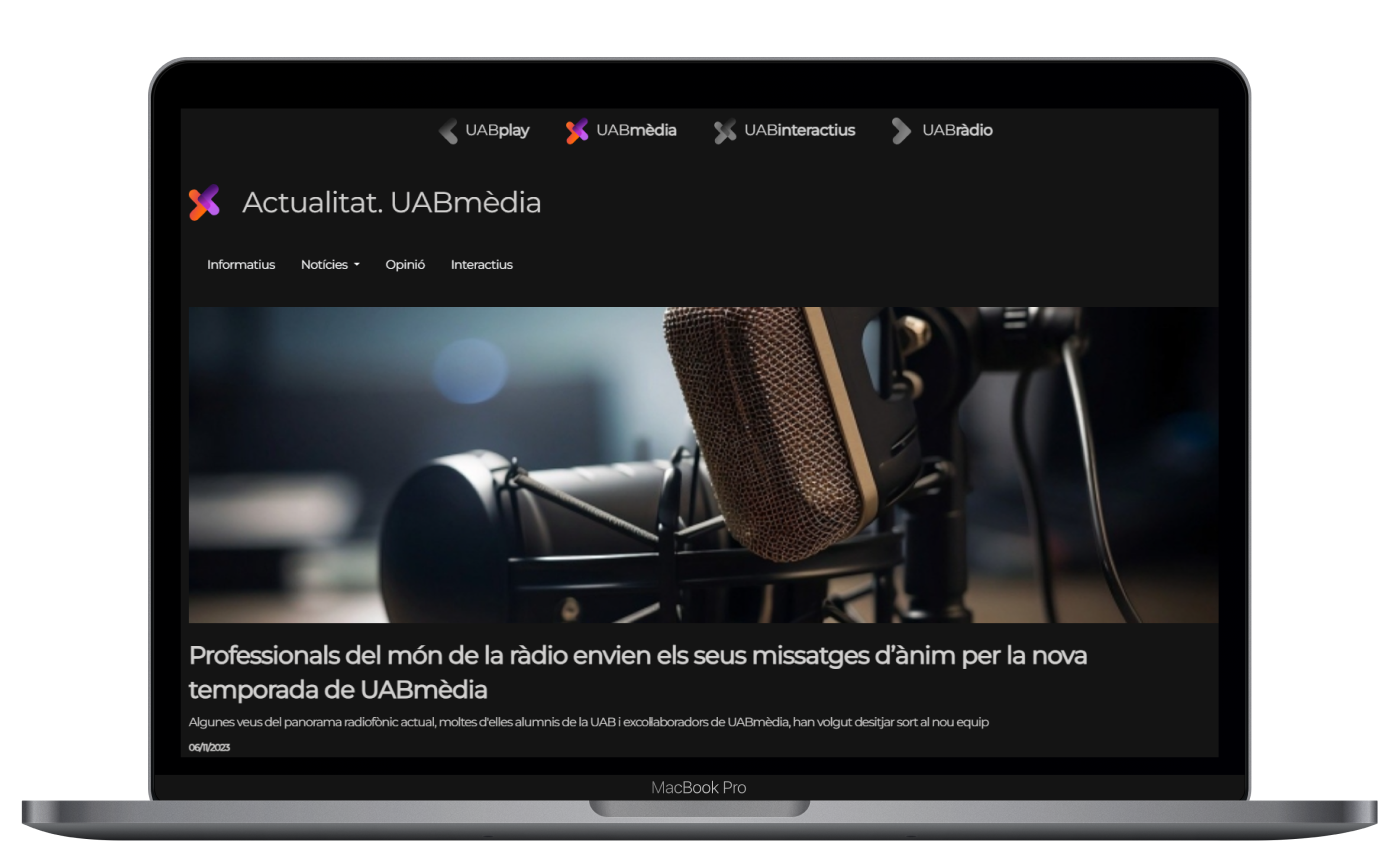 UABplay UABmèdia UABinteractius UABràdio
Actualitat. UABmèdia
Informatius Notícies Opinió Interactius
Professionals del món de la ràdio envien els seus missatges d’ànim per la nova
temporada de UABmèdia
Algunes veus del panorama radiofònic actual, moltes d'elles alumnis de la UAB i excol·laboradors de UABmèdia, han volgut desitjar sort al nou equip
06/11/2023
MacBook Pro